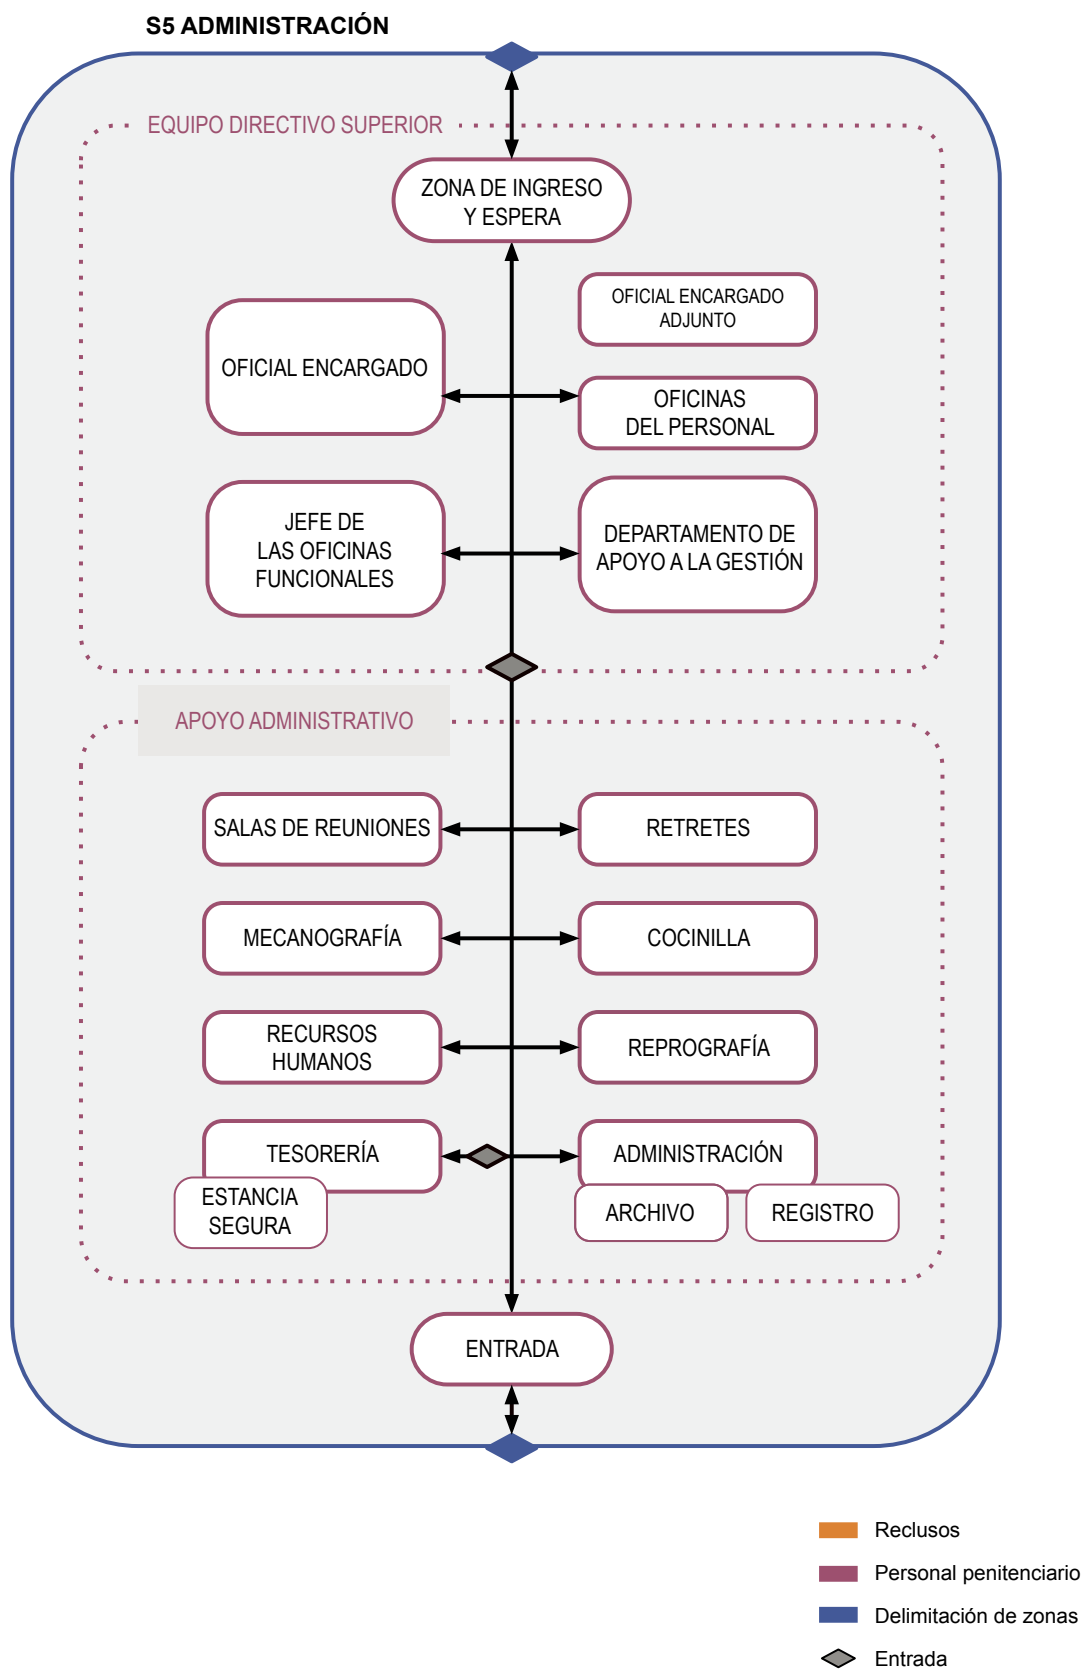 S5 ADMINISTRACIÓN
EQUIPO DIRECTIVO SUPERIOR
ZONA DE INGRESO
Y ESPERA
OFICIAL ENCARGADO
OFICIAL ENCARGADO
ADJUNTO
OFICINAS
DEL PERSONAL
JEFE DE
LAS OFICINAS
FUNCIONALES
DEPARTAMENTO DE
APOYO A LA GESTIÓN
APOYO ADMINISTRATIVO
SALAS DE REUNIONES
RETRETES
MECANOGRAFÍA
COCINILLA
RECURSOS
HUMANOS
REPROGRAFÍA
TESORERÍA
ADMINISTRACIÓN
ESTANCIA
SEGURA
ARCHIVO
REGISTRO
ENTRADA
Reclusos
Personal penitenciario
Delimitación de zonas
Entrada